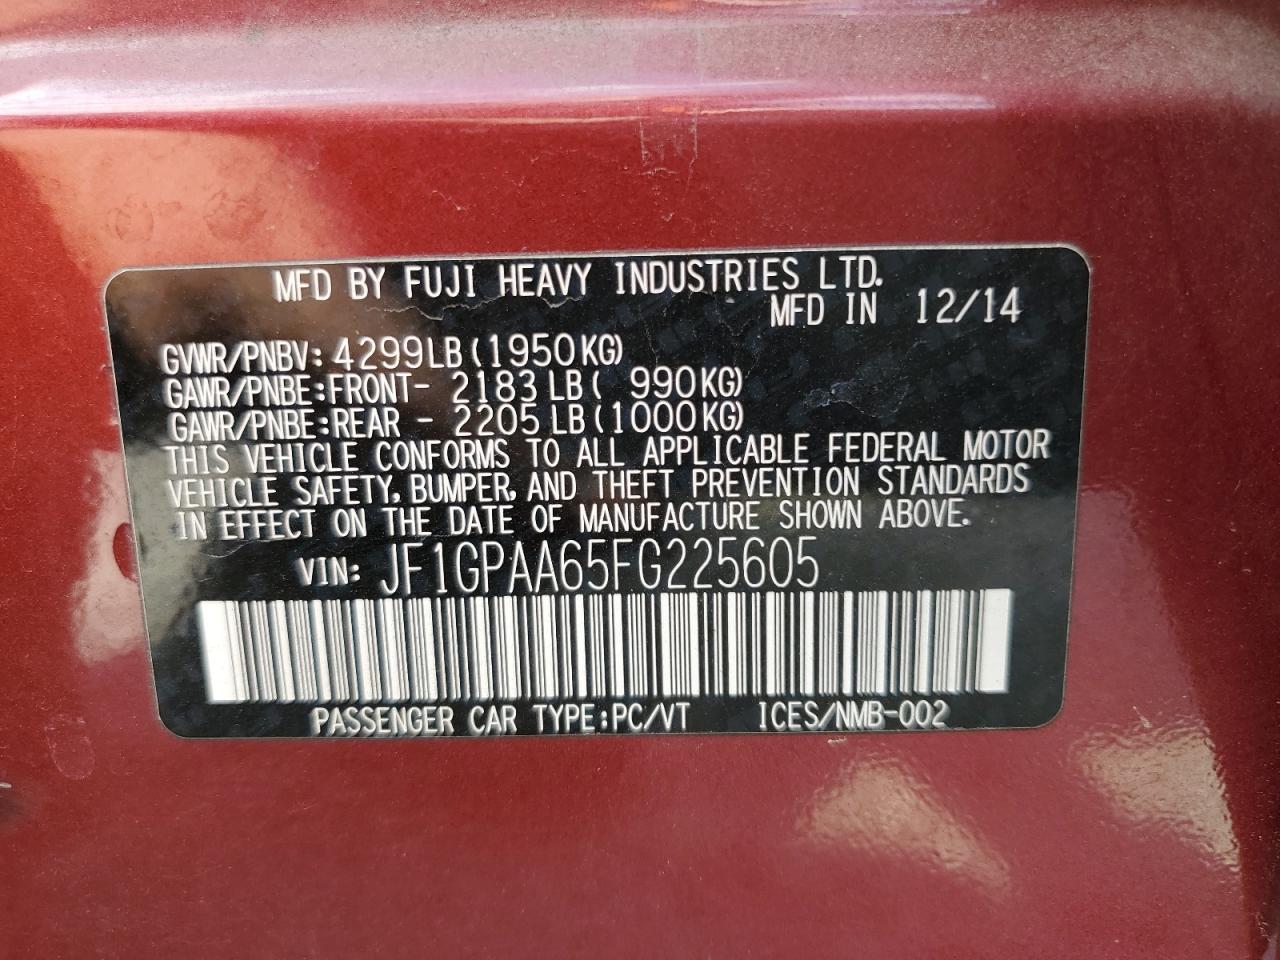 MFD BY FUJI HEAVY INDUSTRIES LTD.
MFD IN 12/14
GVWR/PNBV: 4299LB (1950KG)
GAWR/PNBE:FRONT- 2183 LB ( 990KG)
GAWR/PNBE:REAR - 2205 LB (1000KG)
THIS VEHICLE CONFORMS TO ALL APPLICABLE FEDERAL MOTOR
VEHICLE SAFETY, BUMPER, AND THEFT PREVENTION STANDARDS
IN EFFECT ON THE DATE OF MANUFACTURE SHOWN ABOVE.
VIN: JF1GPAA65FG225605
PASSENGER CAR TYPE:PC/VT ICES/NMB-002